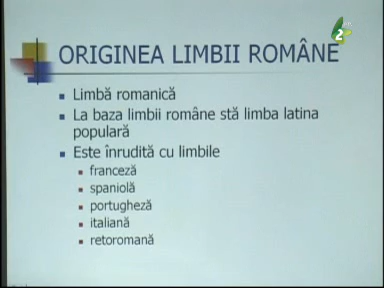 ORIGINEA LIMBII ROMÂNE
Limbă romanică
La baza limbii române stă limba latina
populară
Este înrudită cu limbile
franceză
spaniolă
portugheză
italiană
retoromană
2